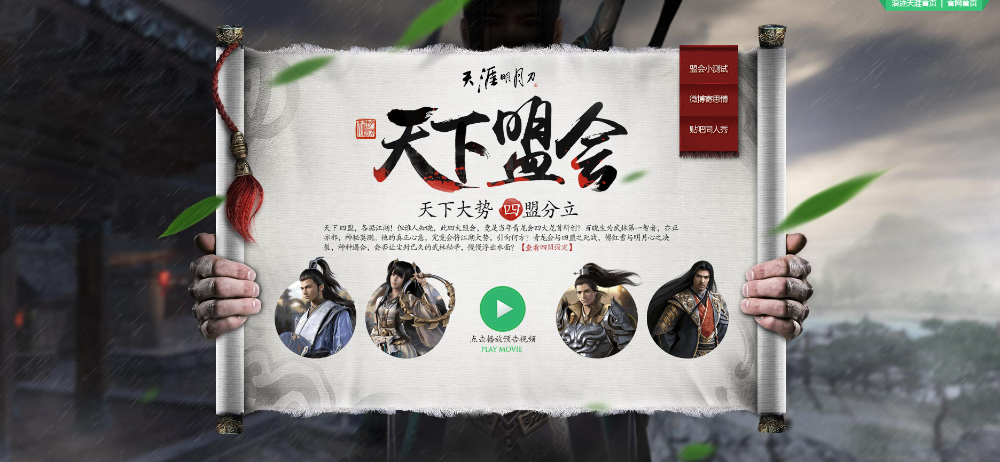 浪迹天涯首页 | 官网首页
天涯明月刀
盟会小测试
微博寄思情
贴吧同人秀
天下盟会
天下大势 四盟分立
天下四盟，各据江湖！但谁人知晓，此四大盟会，竟是当年青龙会四大龙首所创？百晓生为武林第一智者，亦正
亦邪，神秘莫测。他的真正心意，究竟会将江湖大势，引向何方？青龙会与四盟之死战，傅红雪与明月心之决
裂，种种遇合，会否让尘封已久的武林秘辛，慢慢浮出水面？【查看四盟设定】
点击播放预告视频
PLAY MOVIE